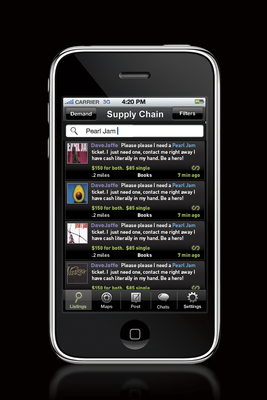 CARRIER 3G 4:20 PM
Demand Supply Chain Filters
Pearl Jam
DaveJaffe Please please I need a Pearl Jam
ticket. I just need one, contact me right away I
have cash literally in my hand. Be a hero!
$150 for both. $85 single
.2 miles Books 7 min ago
DaveJaffe Please please I need a Pearl Jam
ticket. I just need one, contact me right away I
have cash literally in my hand. Be a hero!
$150 for both. $85 single
.2 miles Books 7 min ago
DaveJaffe Please please I need a Pearl Jam
ticket. I just need one, contact me right away I
have cash literally in my hand. Be a hero!
$150 for both. $85 single
.2 miles Books 7 min ago
DaveJaffe Please please I need a Pearl Jam
ticket. I just need one, contact me right away I
have cash literally in my hand. Be a hero!
$150 for both. $85 single
Listings Maps Post Chats Settings